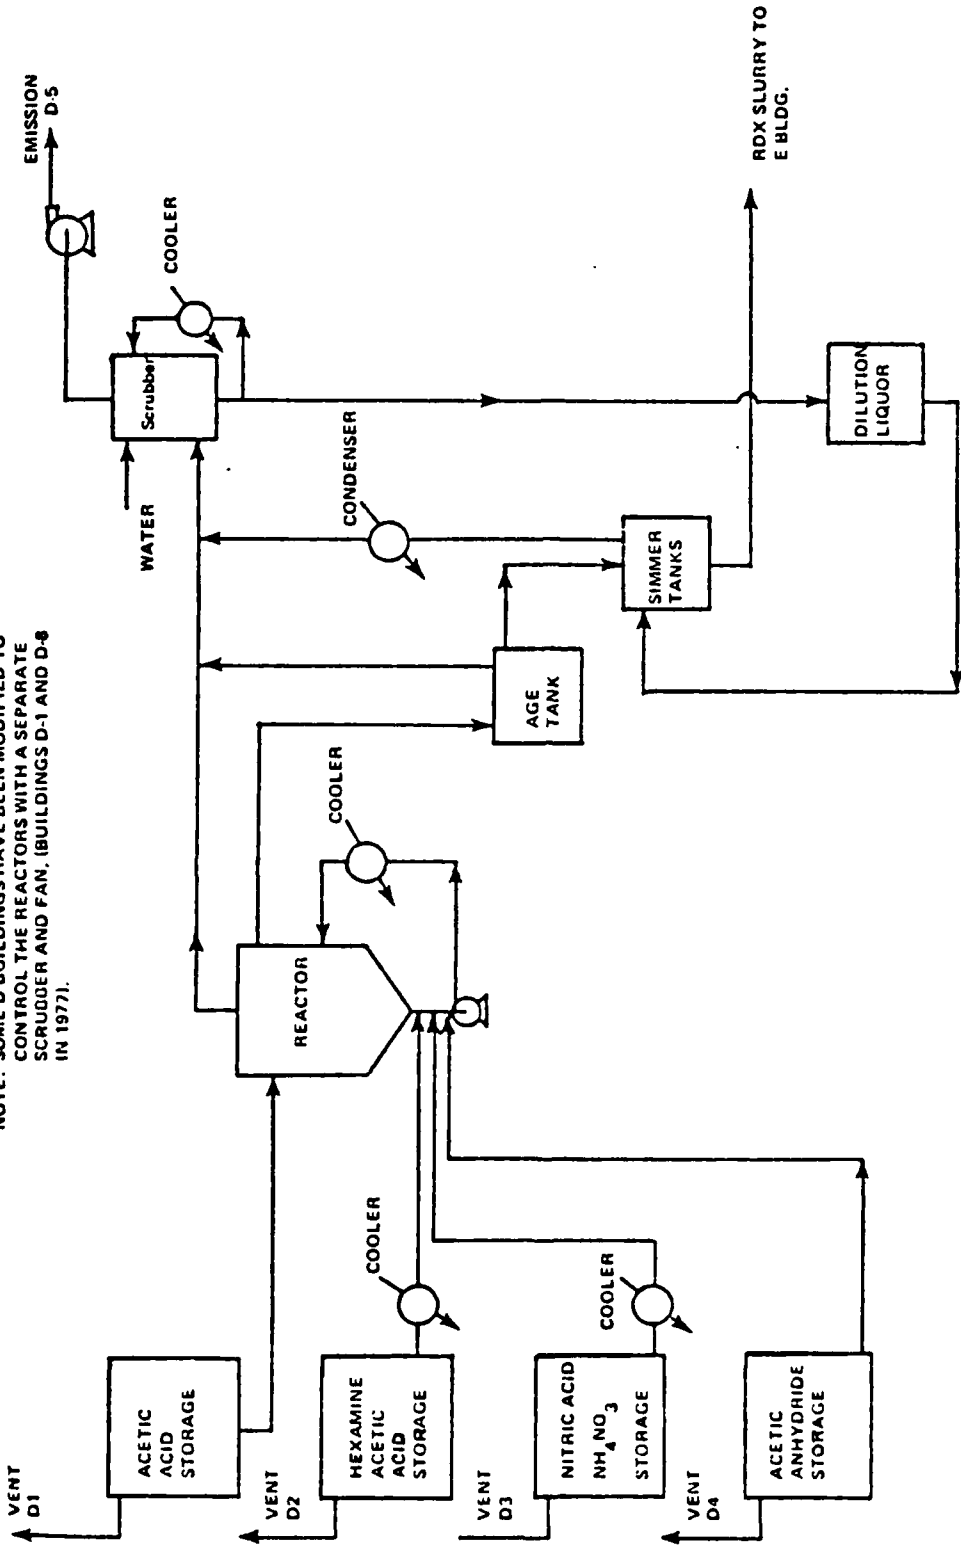 NOTE: SOME D BUILDINGS HAVE BEEN MODIFIED TO
CONTROL THE REACTORS WITH A SEPARATE
SCRUBBER AND FAN, (BUILDINGS D-1 AND D-8
IN 1977).
VENT
D1
ACETIC
ACID
STORAGE
VENT
D2
HEXAMINE
ACETIC
ACID
STORAGE
COOLER
VENT
D3
NITRIC ACID
NH4NO3
STORAGE
COOLER
VENT
D4
ACETIC
ANHYDRIDE
STORAGE
REACTOR
COOLER
AGE
TANK
CONDENSER
SIMMER
TANKS
WATER
Scrubber
COOLER
EMISSION
D-5
DILUTION
LIQUOR
RDX SLURRY TO
E BLDG.